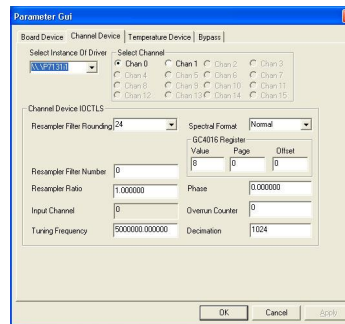 Parameter Gui
Board Device Channel Device Temperature Device Bypass
Select Instance Of Driver Select Channel
\\.\P7131i1 Chan 0 Chan 1 Chan 2 Chan 3
Chan 4 Chan 5 Chan 6 Chan 7
Chan 8 Chan 9 Chan 10 Chan 11
Chan 12 Chan 13 Chan 14 Chan 15
Channel Device IOCTLS
Resampler Filter Rounding 24 Spectral Format Normal
GC4016 Register
Value Page Offset
8 0 0
Resampler Filter Number 0
Resampler Ratio 1.000000 Phase 0.000000
Input Channel 0 Overrun Counter 0
Tuning Frequency 5000000.000000 Decimation 1024
OK Cancel Apply